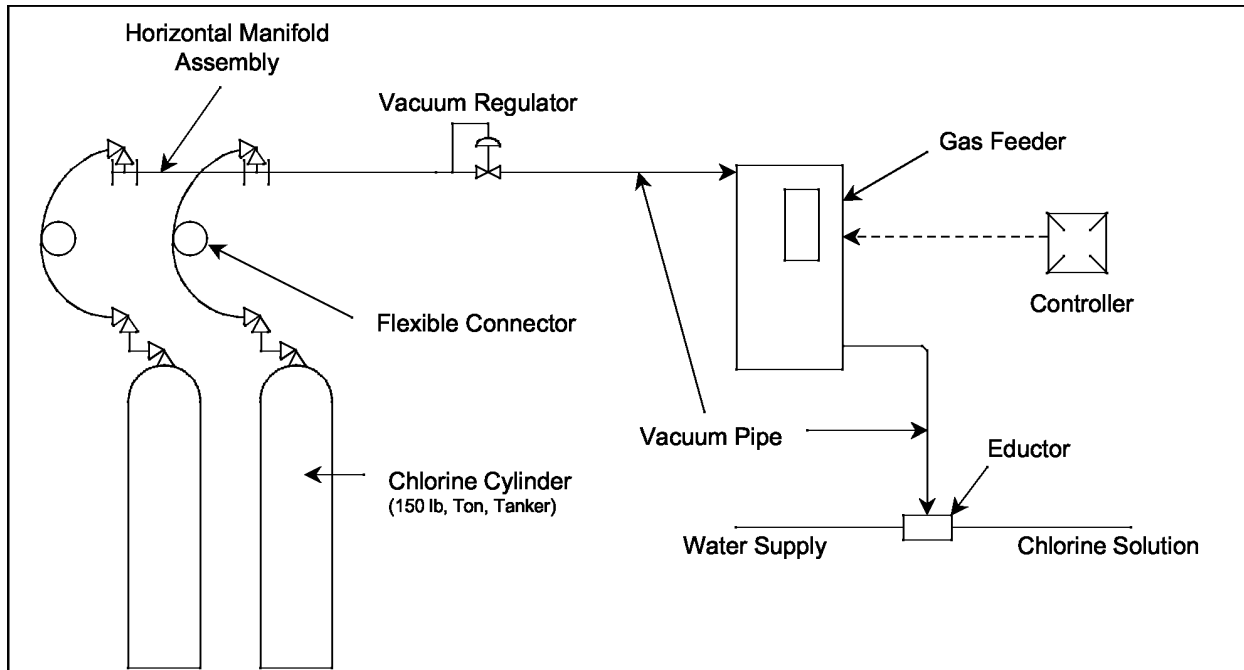 Horizontal Manifold
Assembly
Vacuum Regulator
Gas Feeder
Controller
Flexible Connector
Vacuum Pipe
Eductor
Chlorine Cylinder
(150 lb, Ton, Tanker)
Water Supply
Chlorine Solution